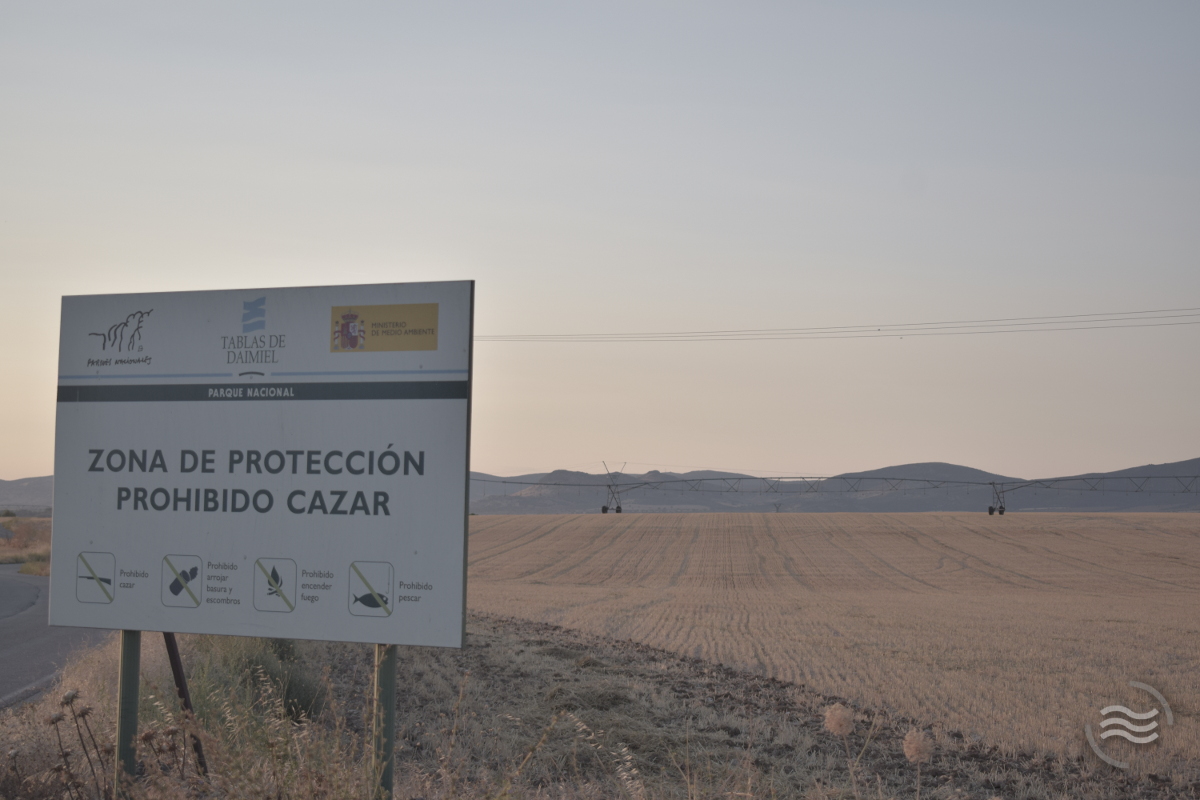 PARQUES NACIONALES
TABLAS DE
DAIMIEL
MINISTERIO
DE MEDIO AMBIENTE
PARQUE NACIONAL
ZONA DE PROTECCIÓN
PROHIBIDO CAZAR
Prohibido
cazar
Prohibido
arrojar
basura y
escombros
Prohibido
encender
fuego
Prohibido
pescar